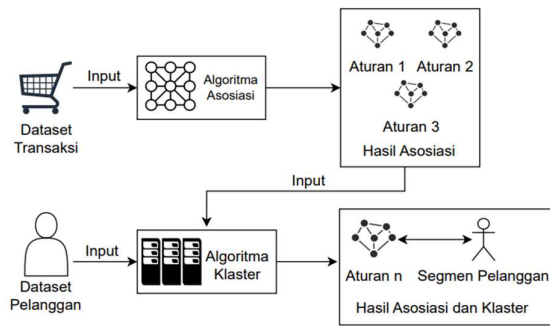 Input
Dataset
Transaksi
Algoritma
Asosiasi
Aturan 1
Aturan 2
Aturan 3
Hasil Asosiasi
Input
Input
Dataset
Pelanggan
Algoritma
Klaster
Aturan n
Segmen Pelanggan
Hasil Asosiasi dan Klaster